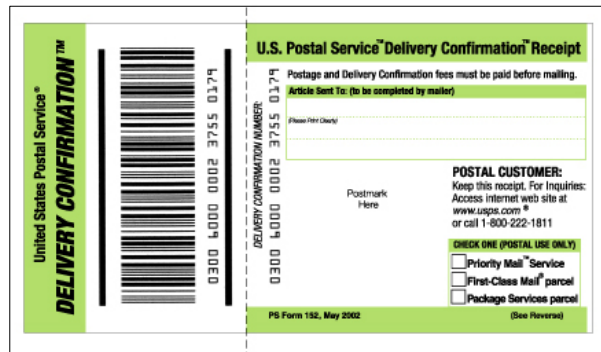 United States Postal Service®
DELIVERY CONFIRMATION™
0300 6000 0002 3755 0179
DELIVERY CONFIRMATION NUMBER:
0300 6000 0002 3755 0179
U.S. Postal Service™ Delivery Confirmation™ Receipt
Postage and Delivery Confirmation fees must be paid before mailing.
Article Sent To: (to be completed by mailer)
(Please Print Clearly)
Postmark
Here
POSTAL CUSTOMER:
Keep this receipt. For Inquiries:
Access internet web site at
www.usps.com ®
or call 1-800-222-1811
CHECK ONE (POSTAL USE ONLY)
Priority Mail™ Service
First-Class Mail® parcel
Package Services parcel
PS Form 152, May 2002
(See Reverse)